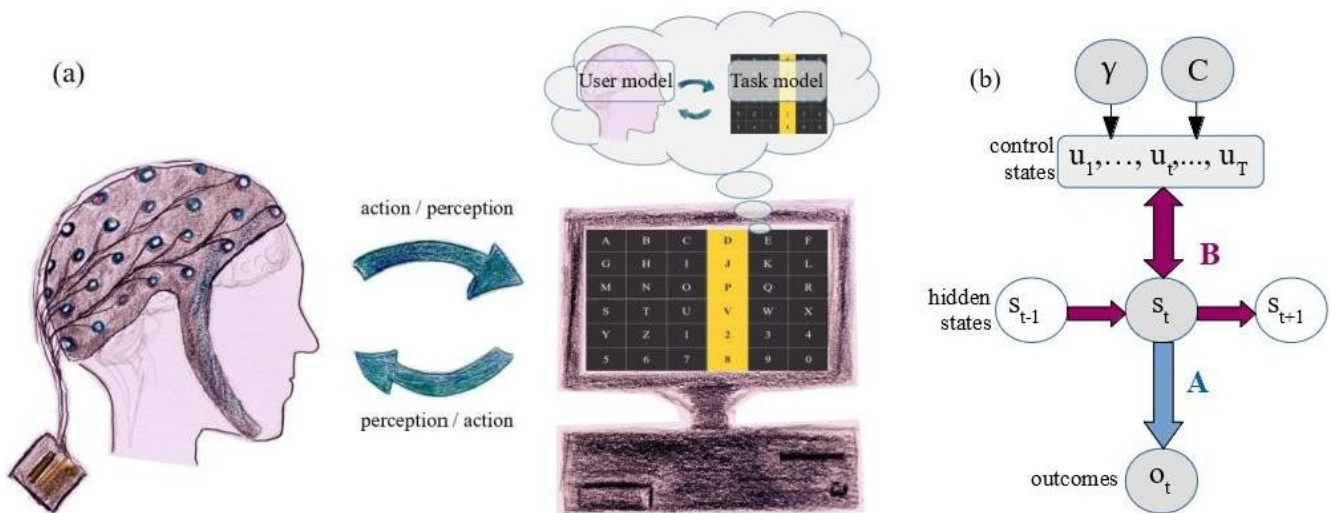 (a)
User model
Task model
action / perception
perception / action
A B C D E F
G H I J K L
M N O P Q R
S T U V W X
Y Z 1 2 3 4
5 6 7 8 9 0
(b)
γ C
control states
u1,…, ut,..., uT
B
hidden states
St-1 St St+1
A
outcomes
ot